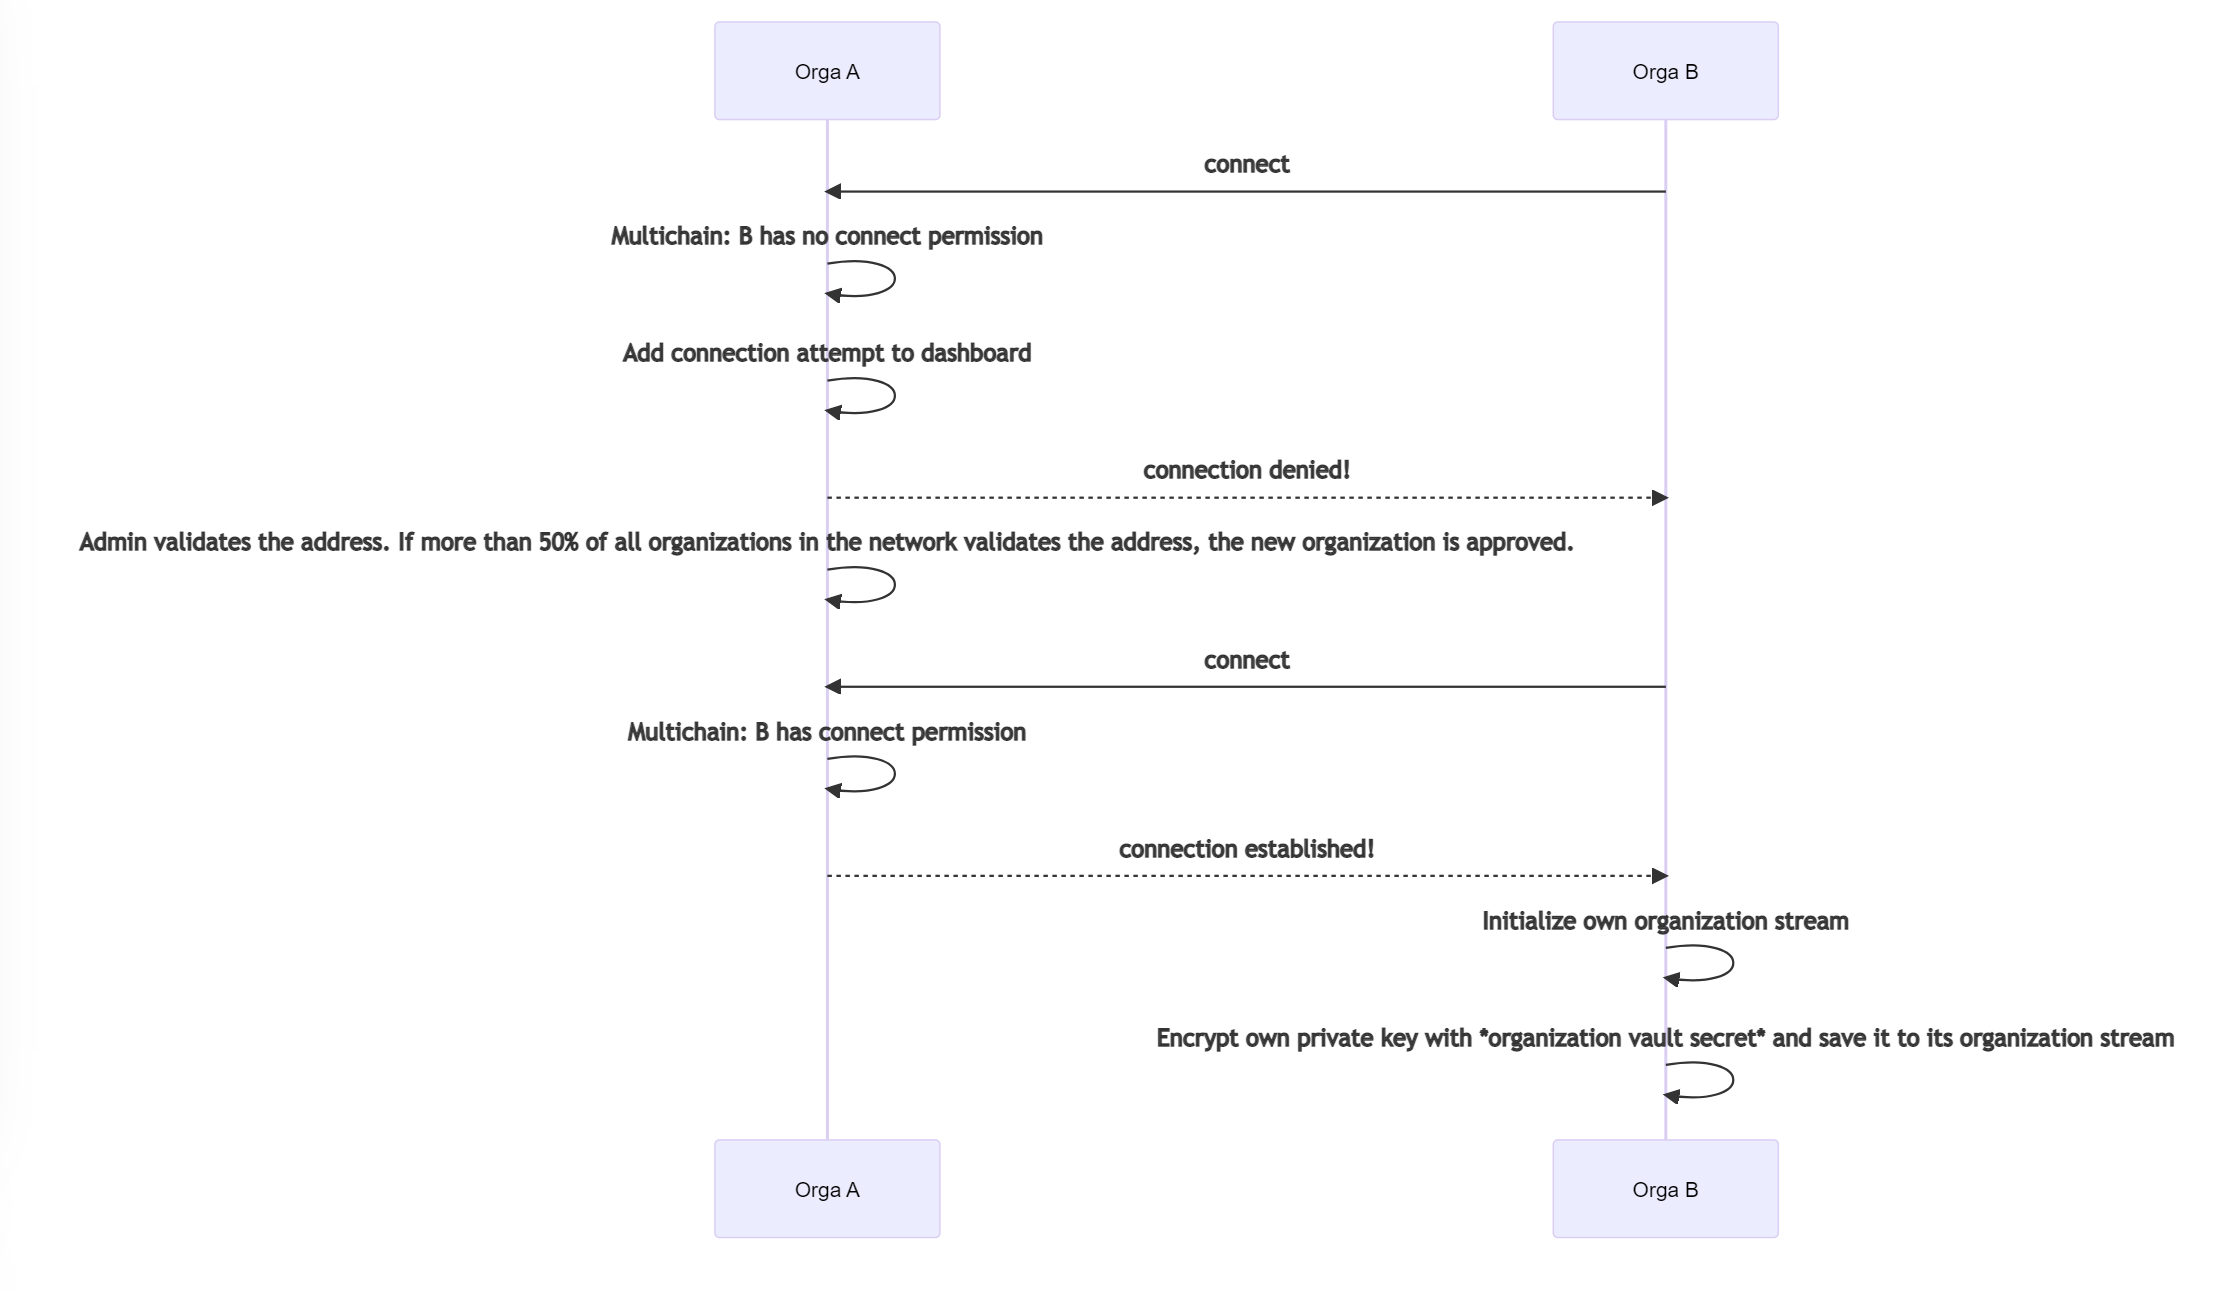 Orga A
Orga B
connect
Multichain: B has no connect permission
Add connection attempt to dashboard
connection denied!
Admin validates the address. If more than 50% of all organizations in the network validates the address, the new organization is approved.
connect
Multichain: B has connect permission
connection established!
Initialize own organization stream
Encrypt own private key with *organization vault secret* and save it to its organization stream
Orga A
Orga B